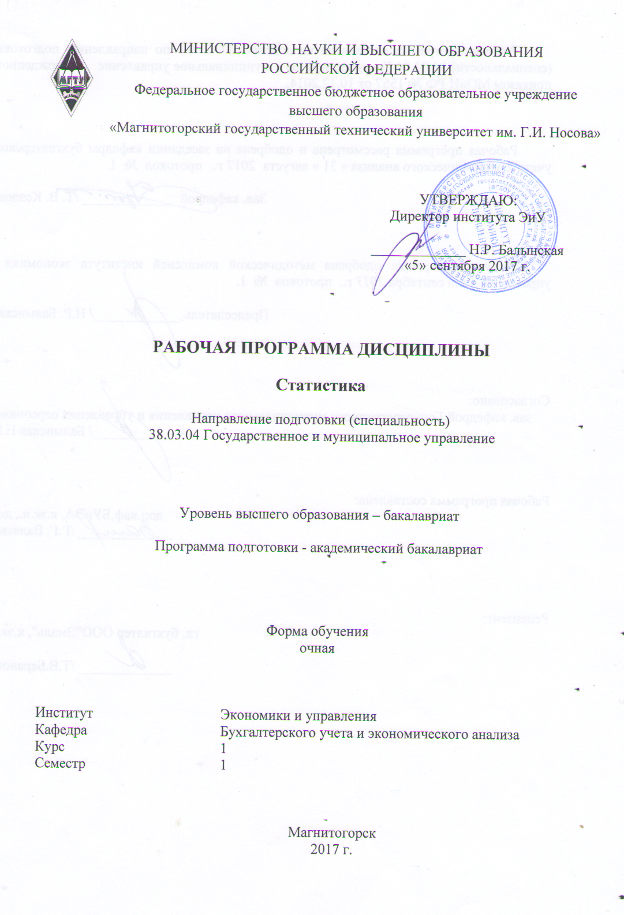 МИНИСТЕРСТВО НАУКИ И ВЫСШЕГО ОБРАЗОВАНИЯ
РОССИЙСКОЙ ФЕДЕРАЦИИ
Федеральное государственное бюджетное образовательное учреждение
высшего образования
«Магнитогорский государственный технический университет им. Г.И. Носова»
УТВЕРЖДАЮ:
Директор института ЭиУ
Н.Р. Балынская
«5» сентября 2017 г.
РАБОЧАЯ ПРОГРАММА ДИСЦИПЛИНЫ
Статистика
Направление подготовки (специальность)
38.03.04 Государственное и муниципальное управление
Уровень высшего образования – бакалавриат
Программа подготовки - академический бакалавриат
Форма обучения
очная
Институт Экономики и управления
Кафедра Бухгалтерского учета и экономического анализа
Курс 1
Семестр 1
Магнитогорск
2017 г.